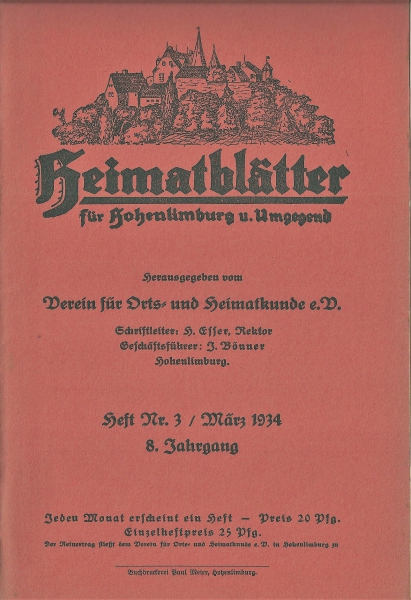 Heimatblätter
für Hohenlimburg u. Umgegend
Herausgegeben vom
Verein für Orts- und Heimatkunde e.V.
Schriftleiter: H. Esser, Rektor
Geschäftsführer: J. Bönner
Hohenlimburg.
Heft Nr. 3 / März 1934
8. Jahrgang
Jeden Monat erscheint ein Heft — Preis 20 Pfg.
Einzelheftpreis 25 Pfg.
Der Reinertrag fließt dem Verein für Orts- und Heimatkunde e. V. in Hohenlimburg zu
Buchdruckerei Paul Meier, Hohenlimburg.